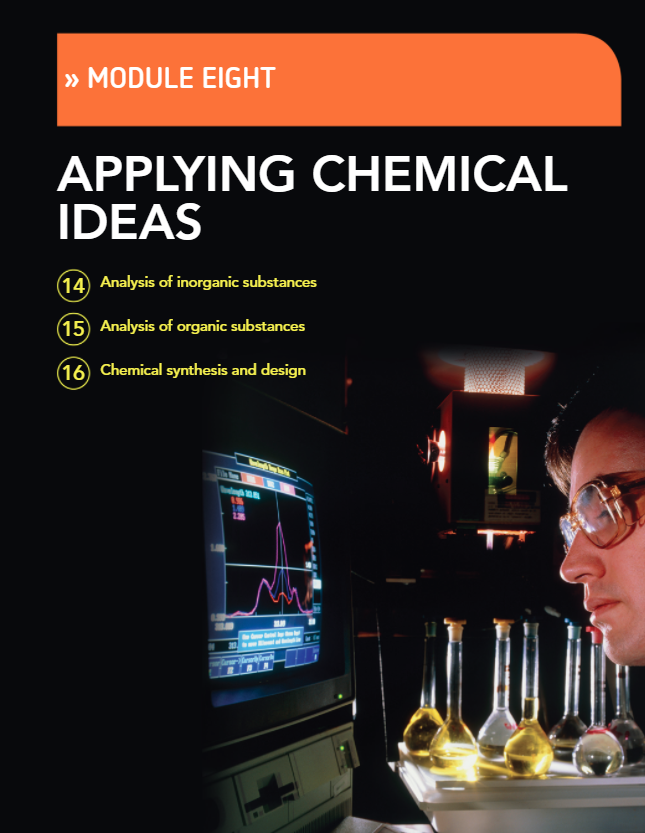 » MODULE EIGHT
APPLYING CHEMICAL
IDEAS
14 Analysis of inorganic substances
15 Analysis of organic substances
16 Chemical synthesis and design